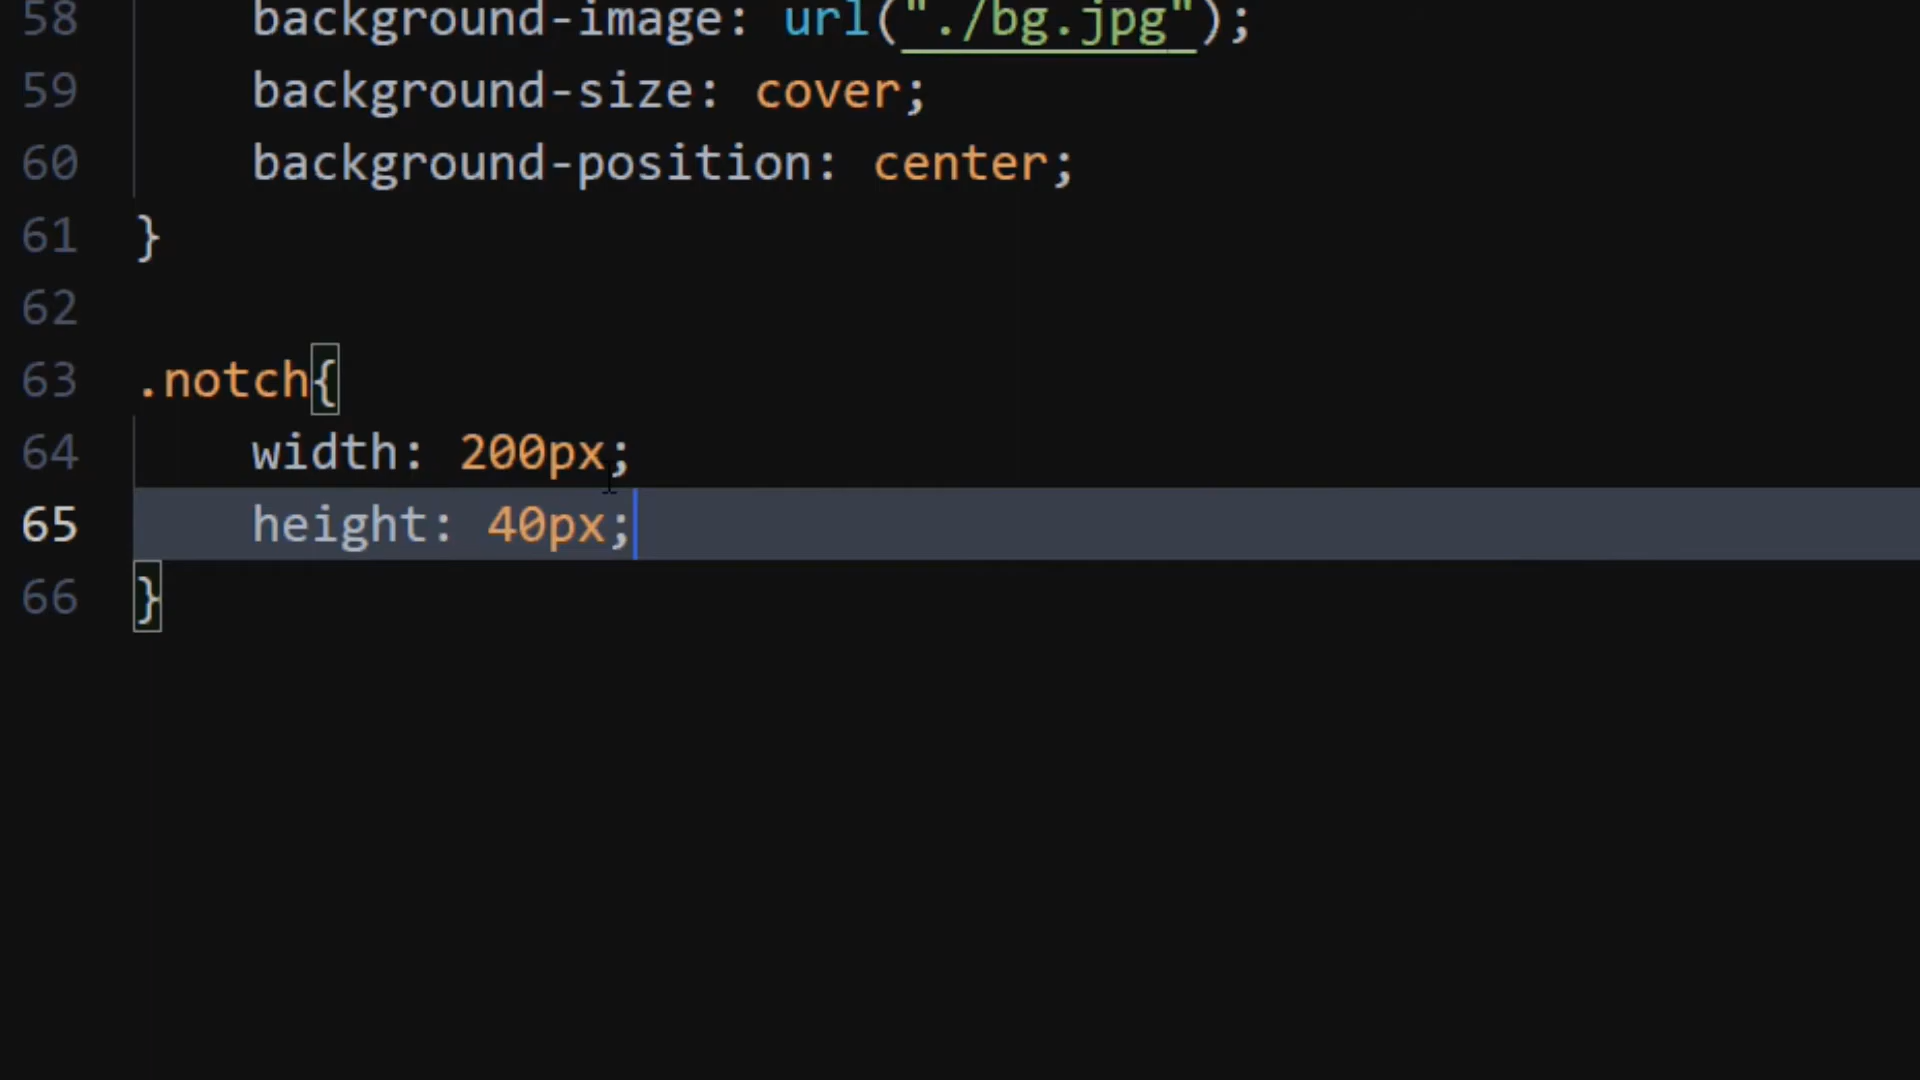 58 background-image: url("./bg.jpg");
59 background-size: cover;
60 background-position: center;
61 }
62
63 .notch{
64 width: 200px;
65 height: 40px;
66 }